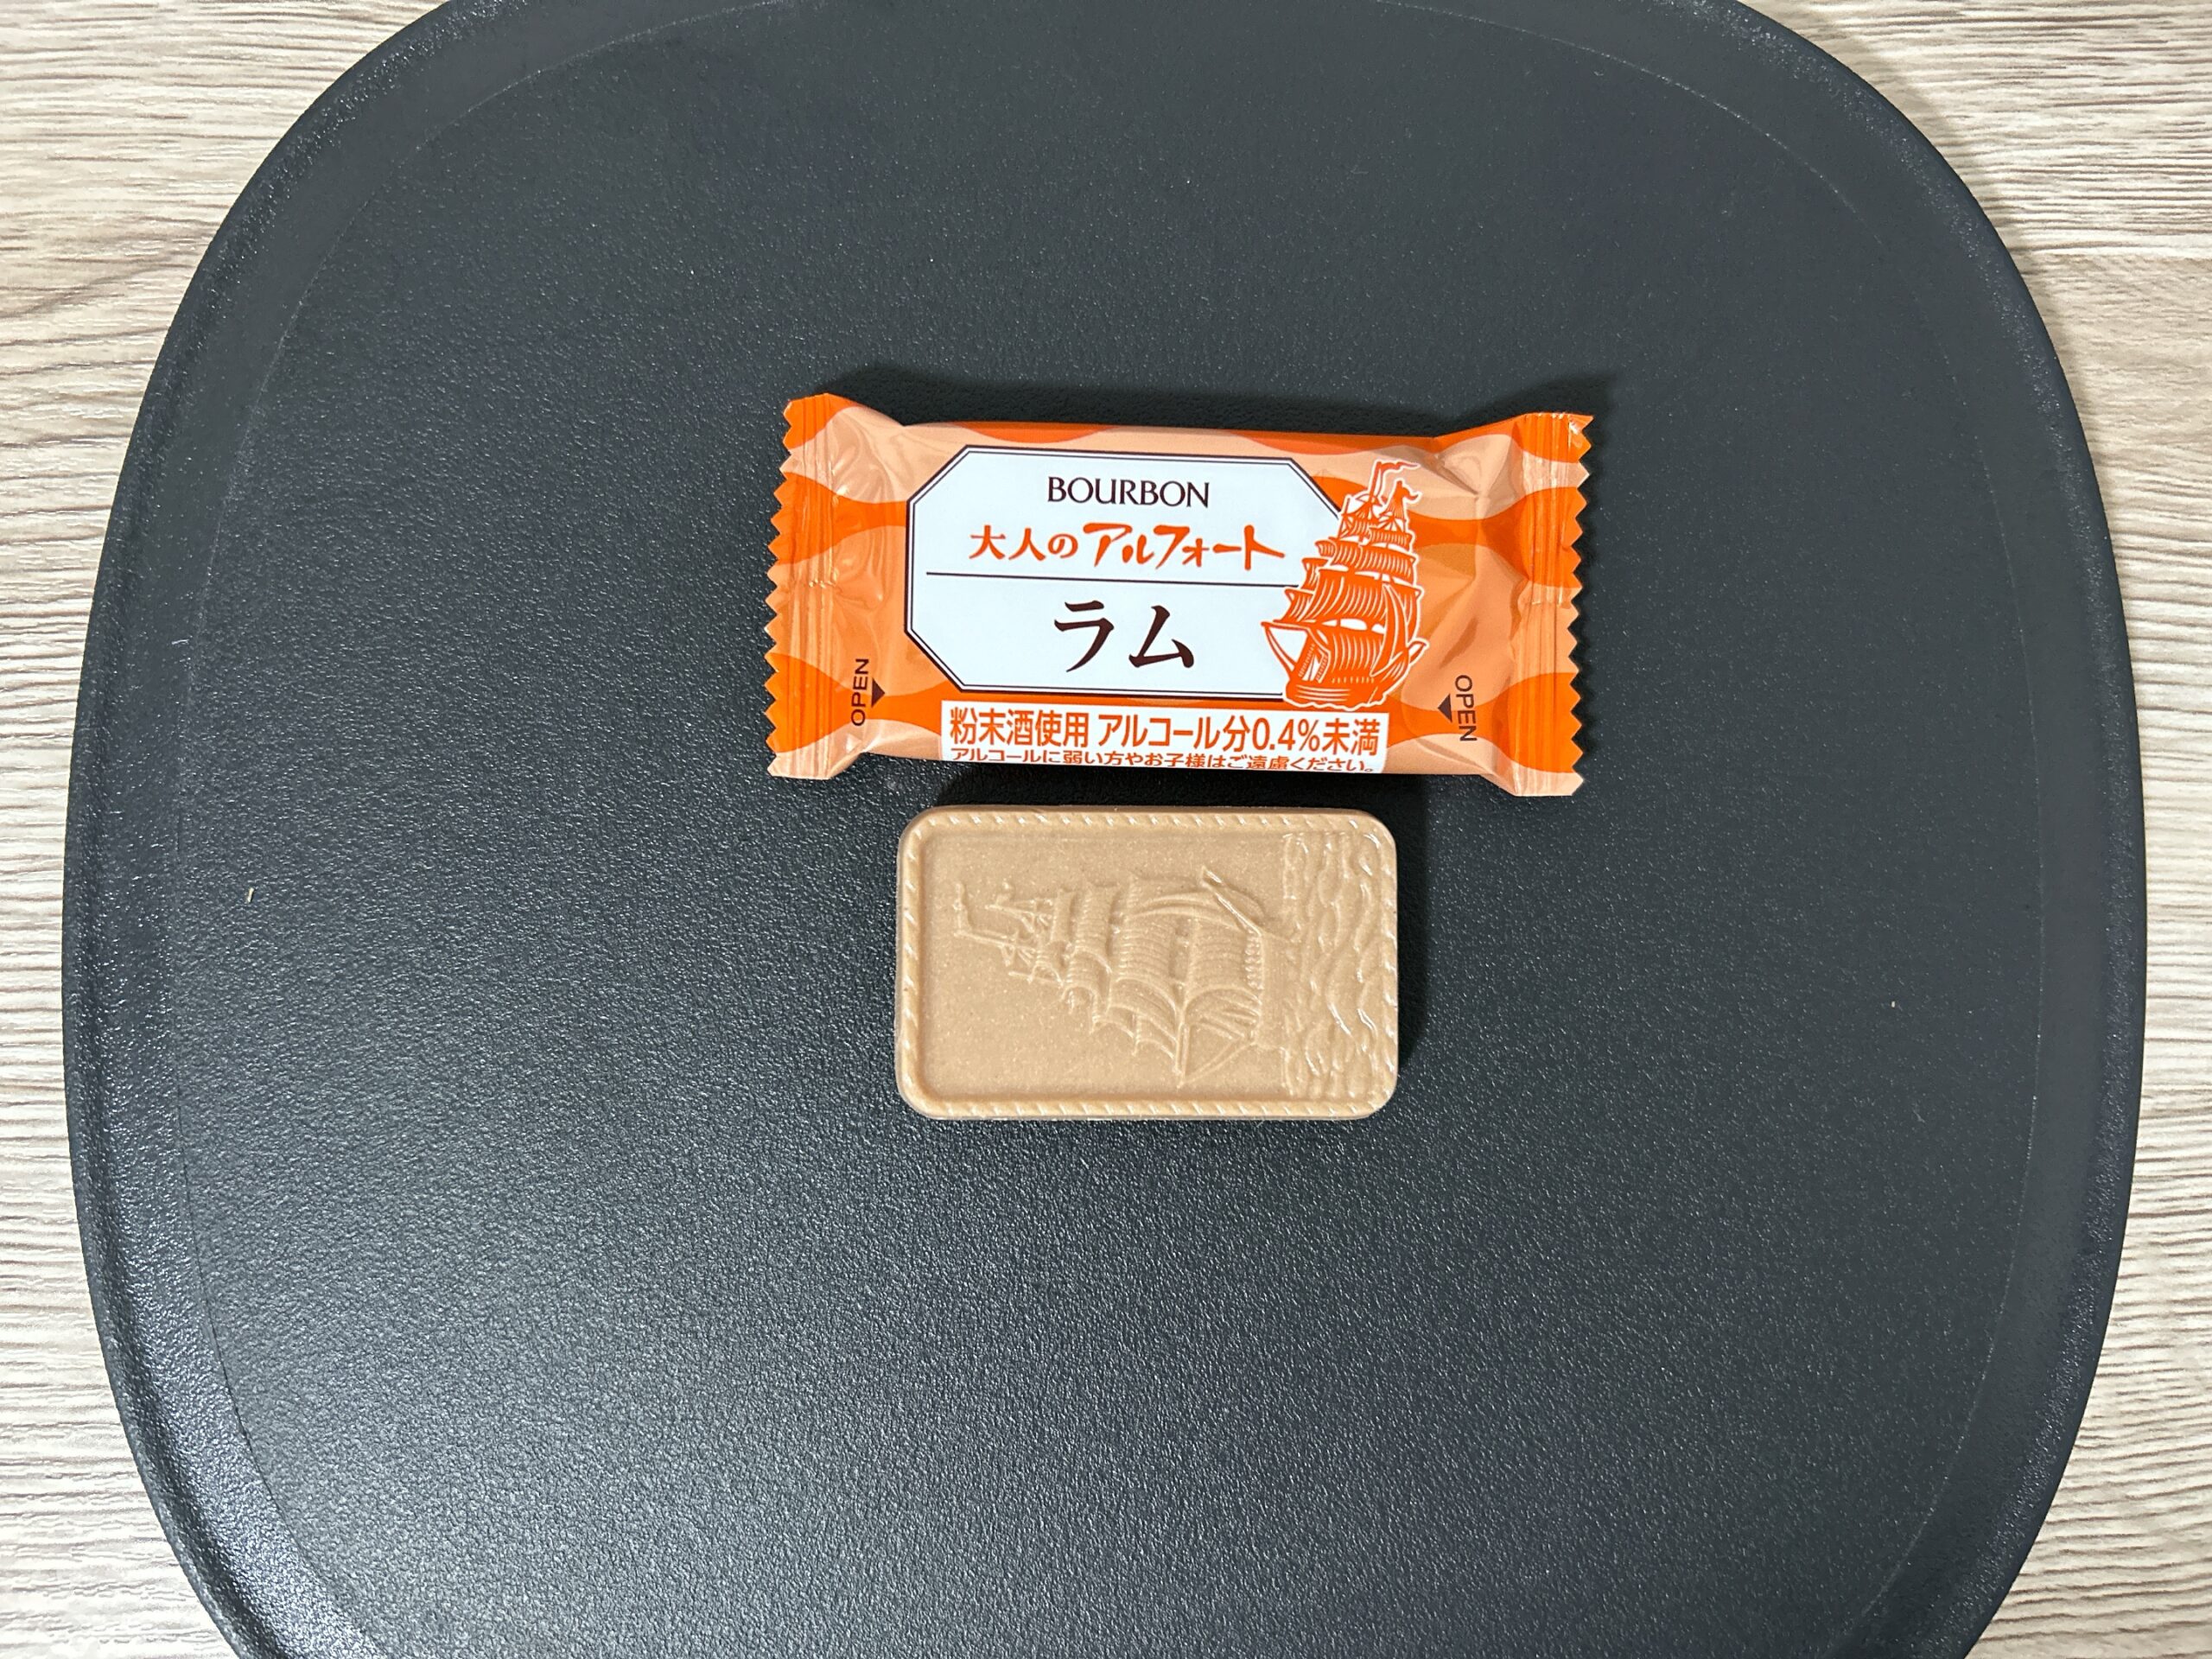 BOURBON
大人のアルフォート
ラム
OPEN
OPEN
粉末酒使用 アルコール分0.4%未満
アルコールに弱い方やお子様はご遠慮ください。